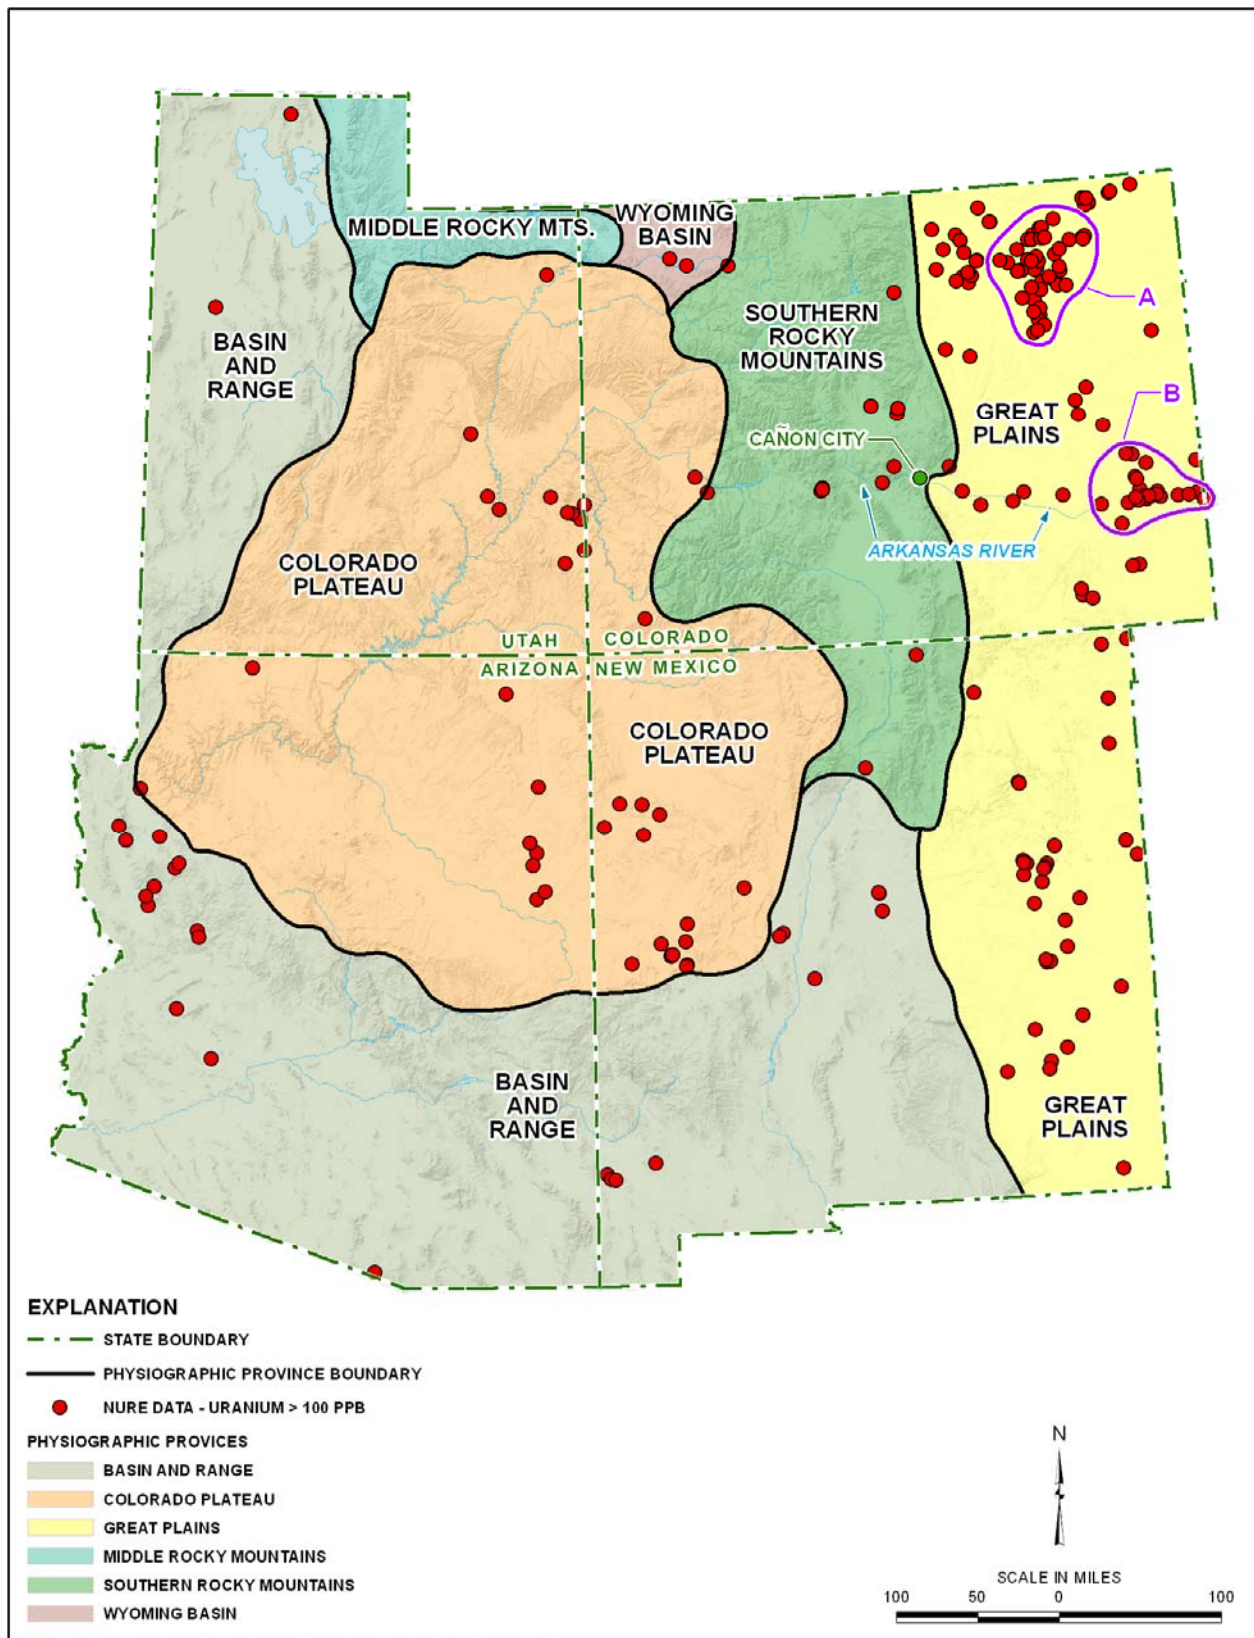 MIDDLE ROCKY MTS.
WYOMING
BASIN
A
SOUTHERN
ROCKY
MOUNTAINS
BASIN
AND
RANGE
B
GREAT
PLAINS
CAÑON CITY
ARKANSAS RIVER
COLORADO
PLATEAU
UTAH
COLORADO
ARIZONA
NEW MEXICO
COLORADO
PLATEAU
BASIN
AND
RANGE
GREAT
PLAINS
EXPLANATION
STATE BOUNDARY
PHYSIOGRAPHIC PROVINCE BOUNDARY
NURE DATA - URANIUM > 100 PPB
PHYSIOGRAPHIC PROVICES
BASIN AND RANGE
COLORADO PLATEAU
GREAT PLAINS
MIDDLE ROCKY MOUNTAINS
SOUTHERN ROCKY MOUNTAINS
WYOMING BASIN
N
SCALE IN MILES
100 50 0 100